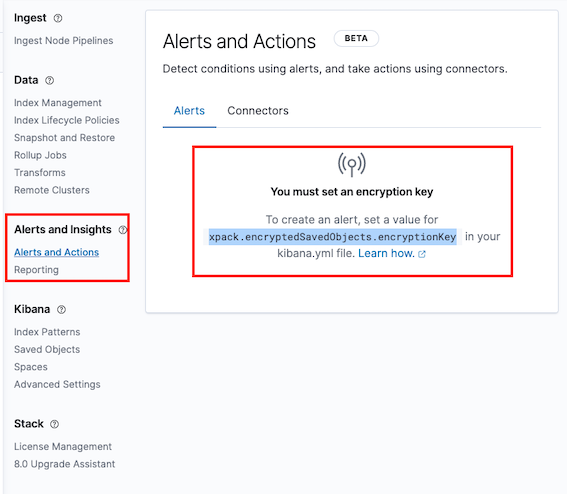 Ingest
Ingest Node Pipelines
Data
Index Management
Index Lifecycle Policies
Snapshot and Restore
Rollup Jobs
Transforms
Remote Clusters
Alerts and Insights
Alerts and Actions
Reporting
Kibana
Index Patterns
Saved Objects
Spaces
Advanced Settings
Stack
License Management
8.0 Upgrade Assistant
Alerts and Actions BETA
Detect conditions using alerts, and take actions using connectors.
Alerts Connectors
You must set an encryption key
To create an alert, set a value for
xpack.encryptedSavedObjects.encryptionKey in your
kibana.yml file. Learn how.